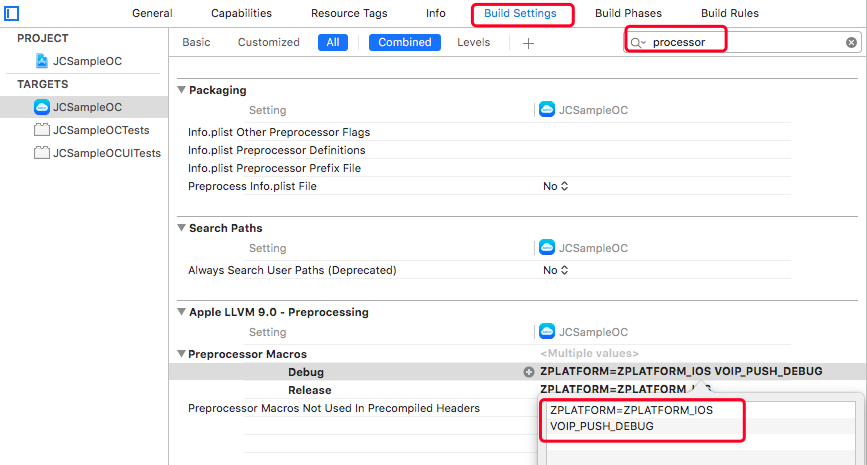 General Capabilities Resource Tags Info Build Settings Build Phases Build Rules
PROJECT
JCSampleOC
TARGETS
JCSampleOC
JCSampleOCTests
JCSampleOCUITests
Basic Customized All Combined Levels + processor
Packaging
Setting JCSampleOC
Info.plist Other Preprocessor Flags
Info.plist Preprocessor Definitions
Info.plist Preprocessor Prefix File
Preprocess Info.plist File No
Search Paths
Setting JCSampleOC
Always Search User Paths (Deprecated) No
Apple LLVM 9.0 - Preprocessing
Setting JCSampleOC
Preprocessor Macros <Multiple values>
Debug ZPLATFORM=ZPLATFORM_IOS VOIP_PUSH_DEBUG
Release ZPLATFORM=ZPLATFORM_IOS
Preprocessor Macros Not Used In Precompiled Headers
ZPLATFORM=ZPLATFORM_IOS
VOIP_PUSH_DEBUG